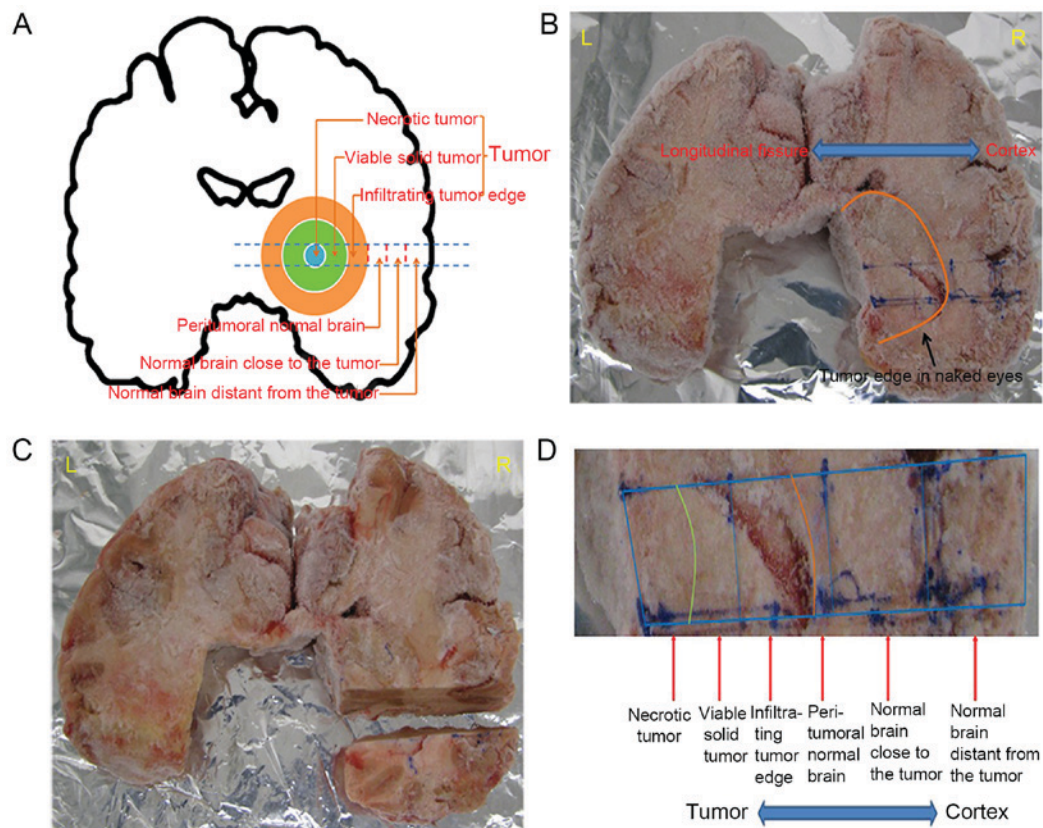 A
Necrotic tumor
Viable solid tumor
Tumor
Infiltrating tumor edge
Peritumoral normal brain
Normal brain close to the tumor
Normal brain distant from the tumor
B
L
R
Longitudinal fissure
Cortex
Tumor edge in naked eyes
C
L
R
D
Necrotic
tumor
Viable
solid
tumor
Infiltra-
ting
tumor
edge
Peri-
tumoral
normal
brain
Normal
brain
close to
the tumor
Normal
brain
distant from
the tumor
Tumor
Cortex